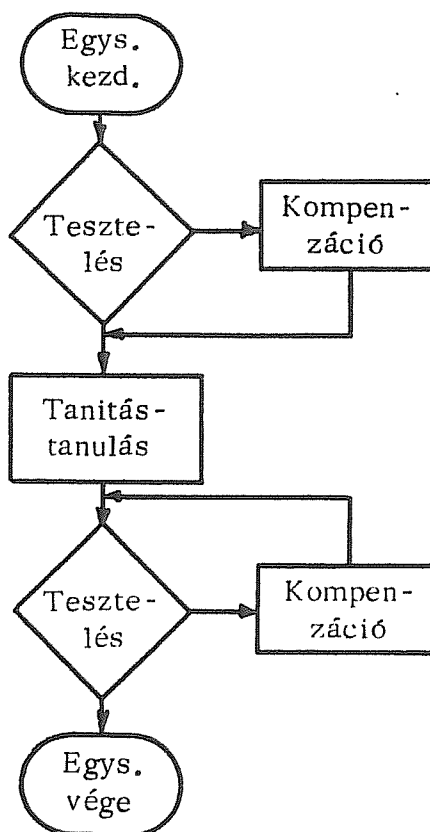 Egys.
kezd.
Teszte-
lés
Kompen-
záció
Tanitás-
tanulás
Teszte-
lés
Kompen-
záció
Egys.
vége